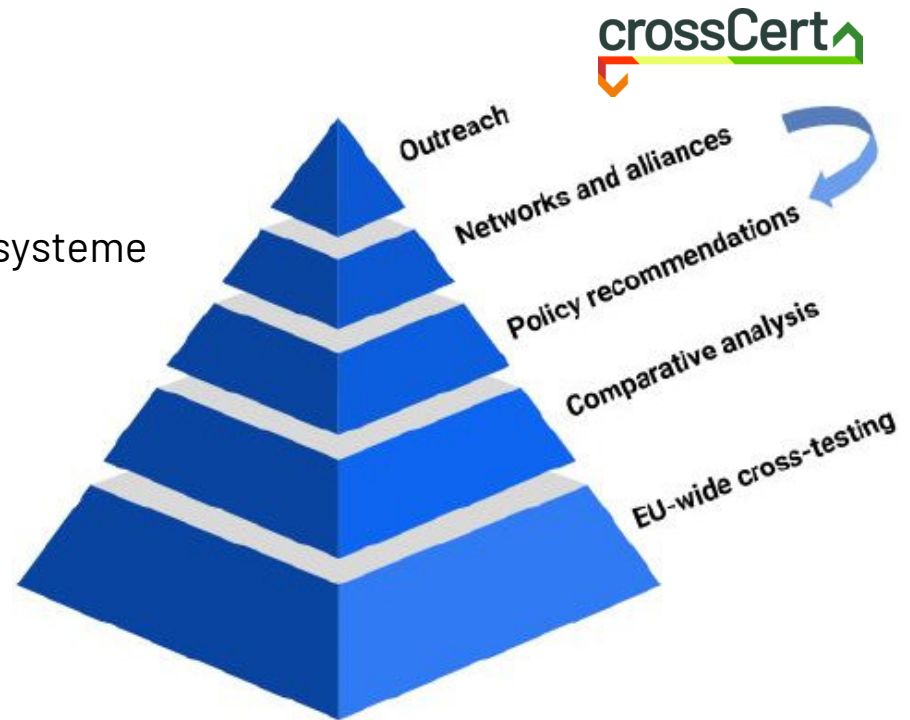 crossCert
Outreach
Networks and alliances
systeme
Policy recommendations
Comparative analysis
EU-wide cross-testing